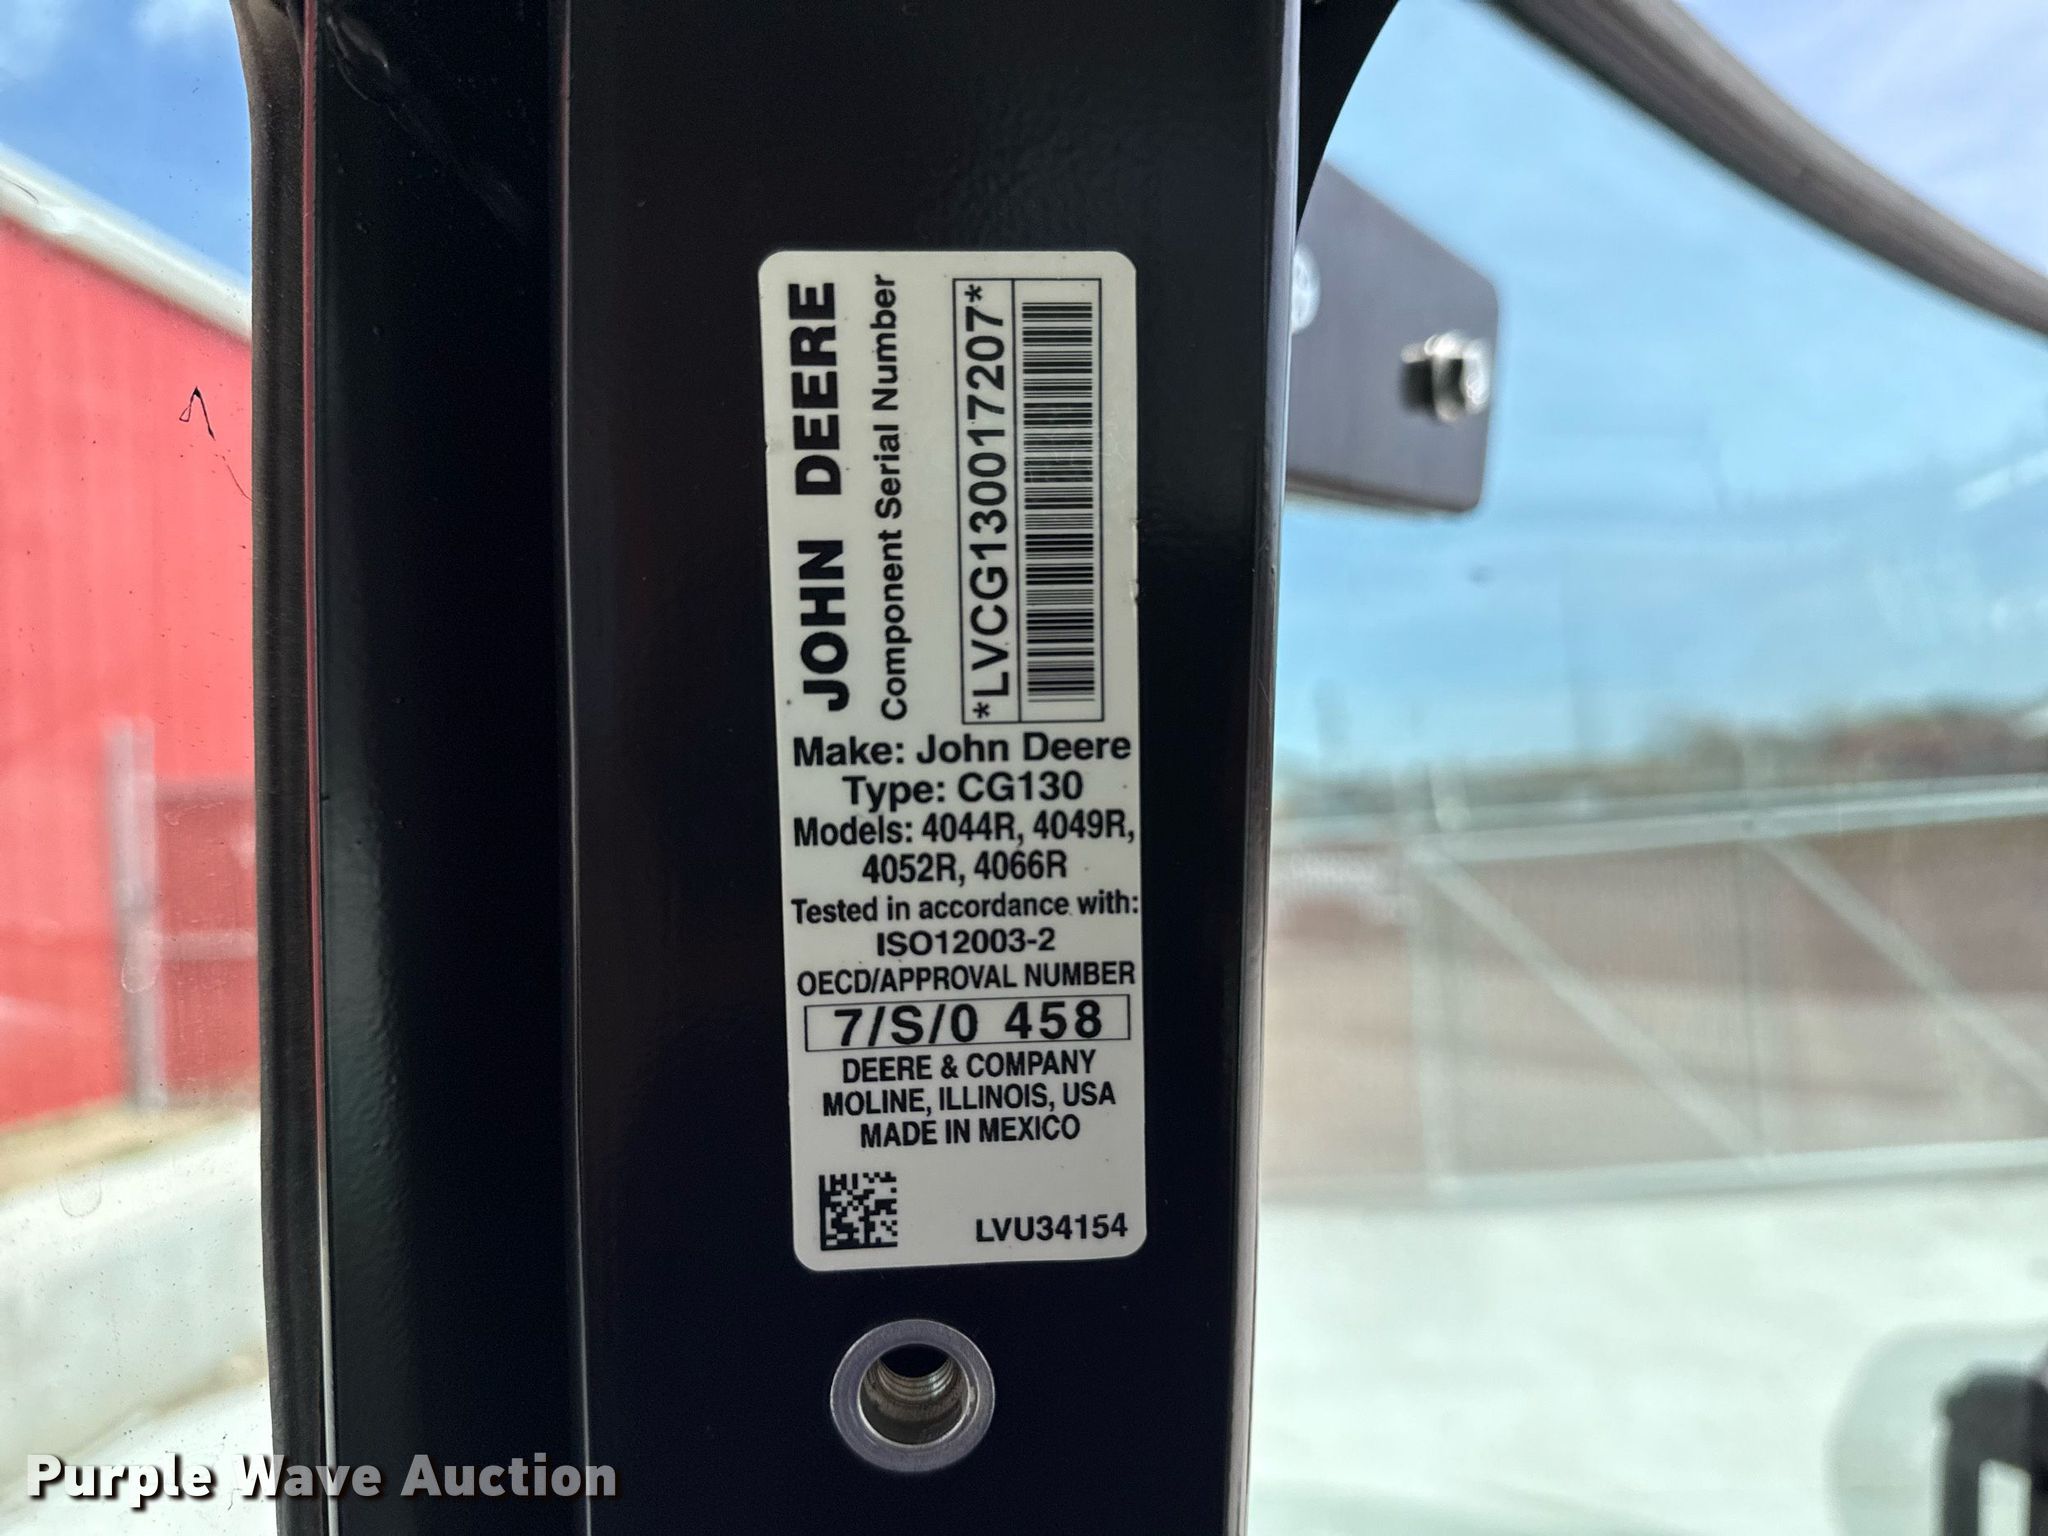 JOHN DEERE
Component Serial Number
*LVCG130017207*
Make: John Deere
Type: CG130
Models: 4044R, 4049R,
4052R, 4066R
Tested in accordance with:
ISO12003-2
OECD/APPROVAL NUMBER
7/S/0 458
DEERE & COMPANY
MOLINE, ILLINOIS, USA
MADE IN MEXICO
LVU34154
Purple Wave Auction